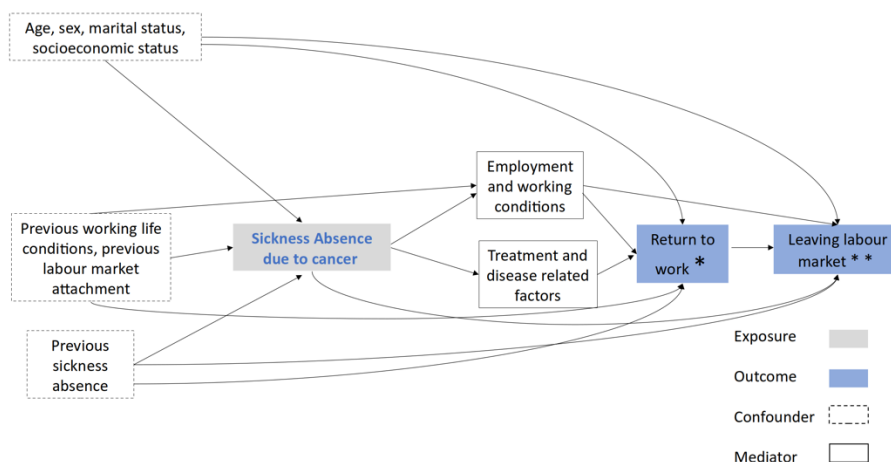 Age, sex, marital status,
socioeconomic status
Previous working life
conditions, previous
labour market
attachment
Previous
sickness
absence
Sickness Absence
due to cancer
Employment
and working
conditions
Treatment and
disease related
factors
Return to
work *
Leaving labour
market * *
Exposure
Outcome
Confounder
Mediator